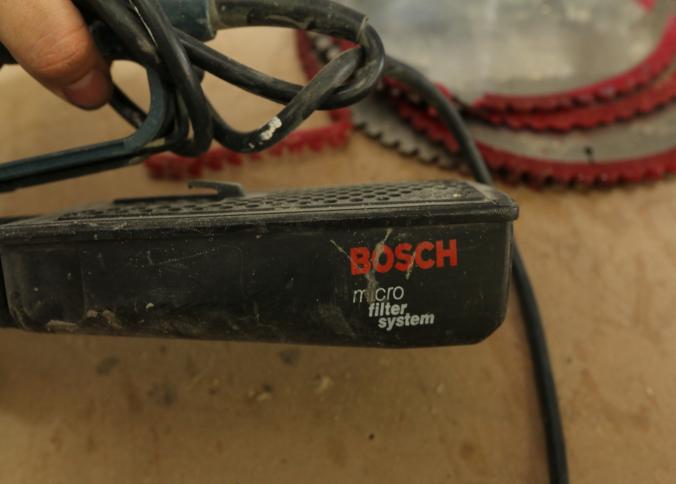 BOSCH
micro
filter
system